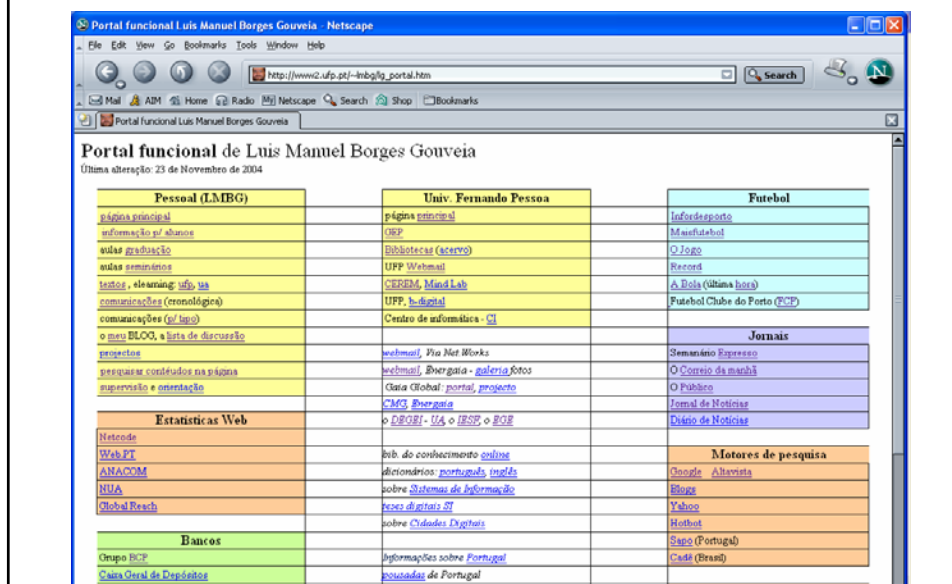 Portal funcional Luis Manuel Borges Gouveia - Netscape
File Edit View Go Bookmarks Tools Window Help
http://www2.ufp.pt/~lmbg/lg_portal.htm Search
Mail AIM Home Radio My Netscape Search Shop Bookmarks
Portal funcional Luis Manuel Borges Gouveia
Portal funcional de Luis Manuel Borges Gouveia
Última alteração: 23 de Novembro de 2004
Pessoal (LMBG)
página principal
informação p/ alunos
aulas graduação
aulas seminários
textos , elearning: ufp, ua
comunicações (cronológica)
comunicações (p/ tipo)
o meu BLOG, a lista de discussão
projectos
pesquisar contéudos na página
supervisão e orientação
Estatísticas Web
Netcode
Web.PT
ANACOM
NUA
Global Reach
Bancos
Grupo BCP
Caixa Geral de Depósitos
Univ. Fernando Pessoa
página principal
GEP
Bibliotecas (acervo)
UFP Webmail
CEREM, Mind Lab
UFP, b-digital
Centro de informática - CI
webmail, Via Net Works
webmail, Energaia - galeria fotos
Gaia Global: portal, projecto
CMG, Energaia
o DEGEI - UA, o IESF, o EGE
bib. do conhecimento online
dicionários: português, inglês
sobre Sistemas de Informação
teses digitais SI
sobre Cidades Digitais
Informações sobre Portugal
pousadas de Portugal
Futebol
Infordesporto
Maisfutebol
O Jogo
Record
A Bola (última hora)
Futebol Clube do Porto (FCP)
Jornais
Semanário Expresso
O Correio da manhã
O Público
Jornal de Notícias
Diário de Notícias
Motores de pesquisa
Google Altavista
Blogs
Yahoo
Hotbot
Sapo (Portugal)
Cadê (Brasil)